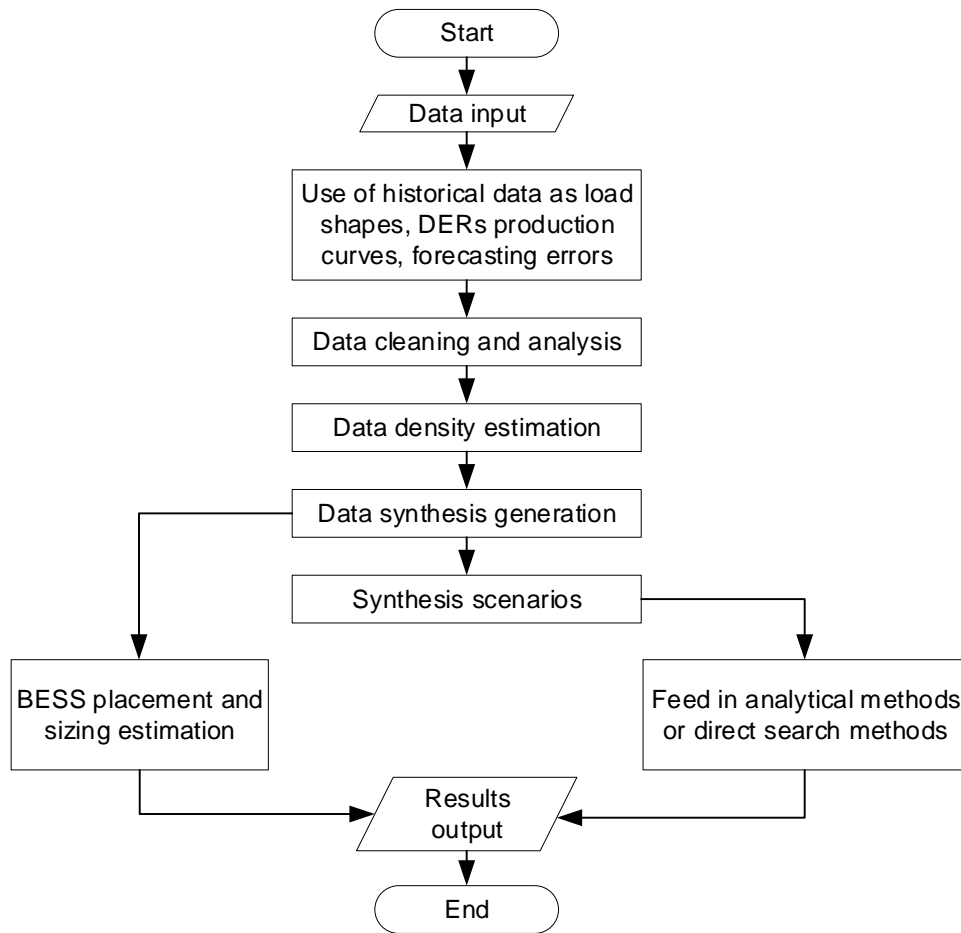 Start
Data input
Use of historical data as load
shapes, DERs production
curves, forecasting errors
Data cleaning and analysis
Data density estimation
Data synthesis generation
Synthesis scenarios
BESS placement and
sizing estimation
Feed in analytical methods
or direct search methods
Results
output
End